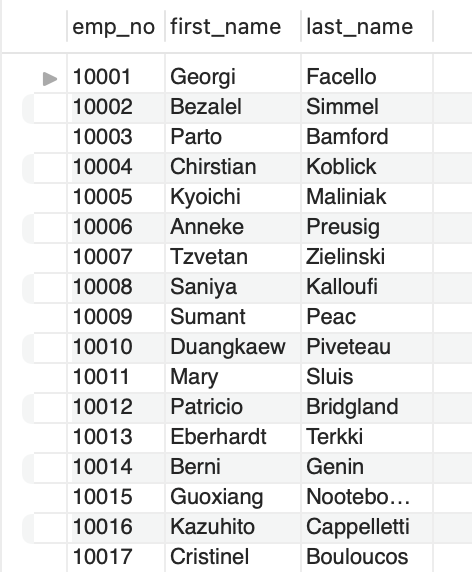 emp_no first_name last_name
10001 Georgi Facello
10002 Bezalel Simmel
10003 Parto Bamford
10004 Chirstian Koblick
10005 Kyoichi Maliniak
10006 Anneke Preusig
10007 Tzvetan Zielinski
10008 Saniya Kalloufi
10009 Sumant Peac
10010 Duangkaew Piveteau
10011 Mary Sluis
10012 Patricio Bridgland
10013 Eberhardt Terkki
10014 Berni Genin
10015 Guoxiang Nootebo…
10016 Kazuhito Cappelletti
10017 Cristinel Bouloucos